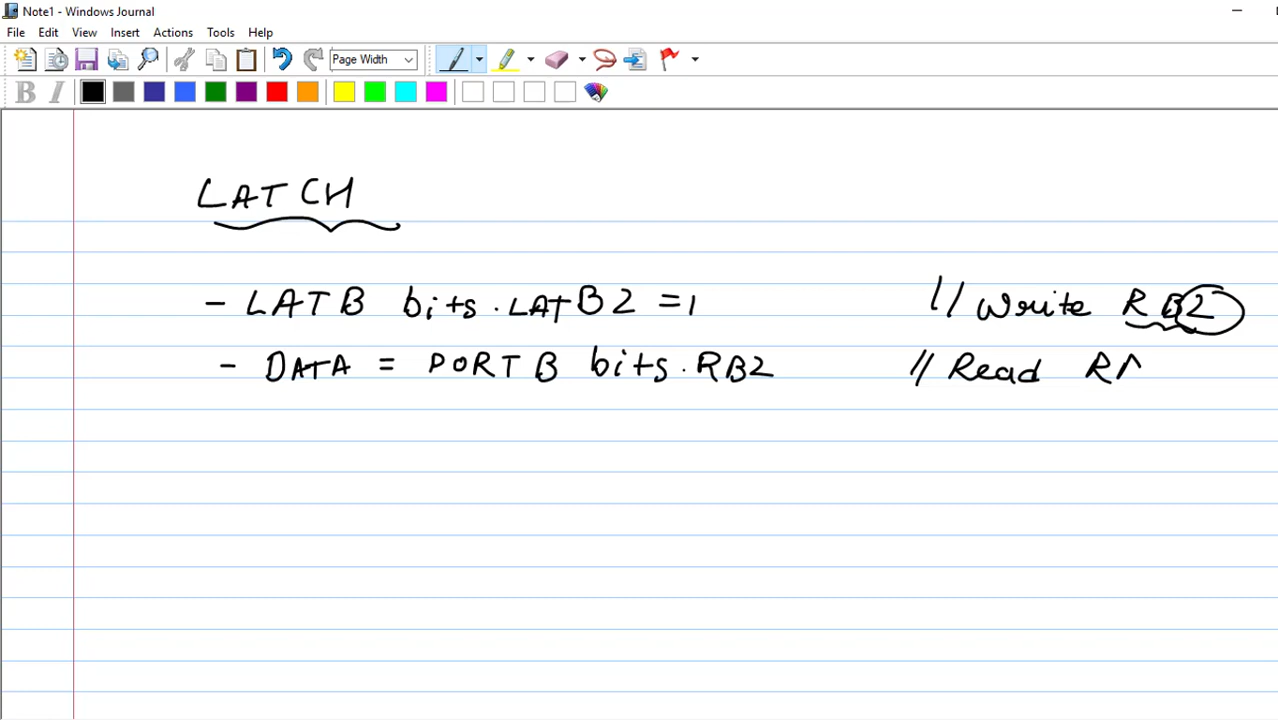 Note1 - Windows Journal
File Edit View Insert Actions Tools Help
Page Width
B I
LATCH
- LATB bits.LATB2 =1 // Write RB2
- DATA = PORTB bits.RB2 // Read R